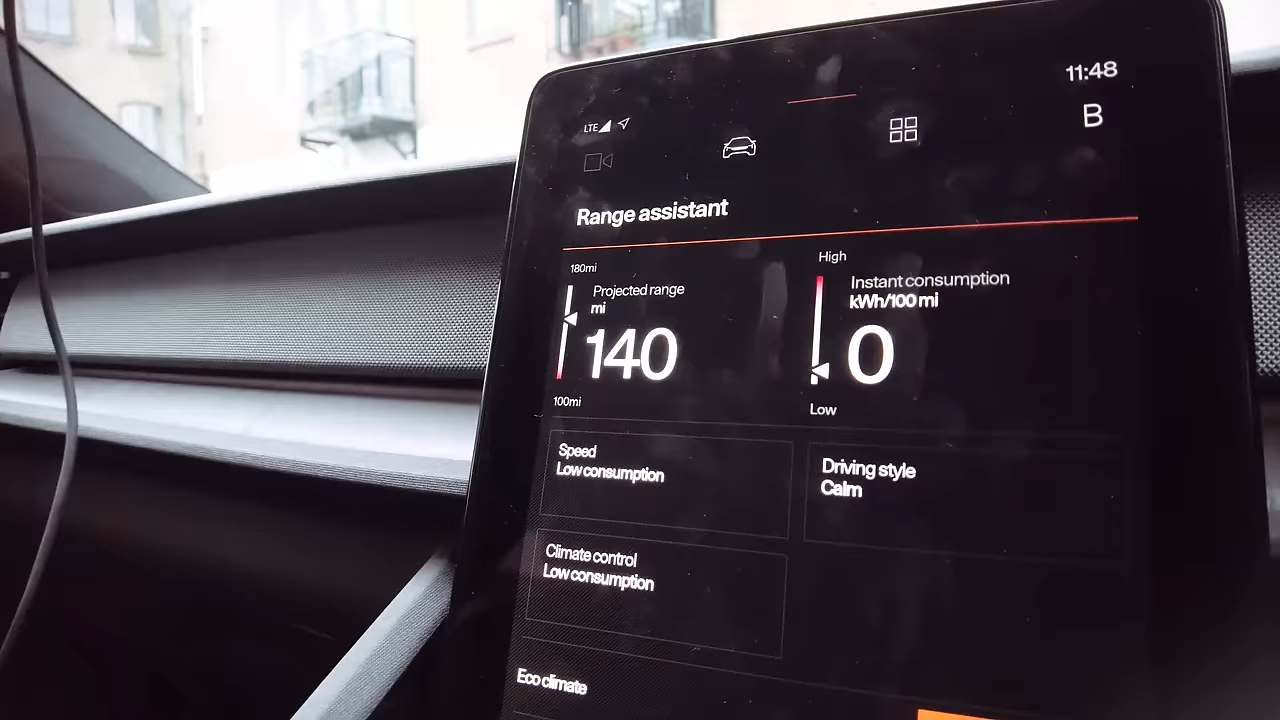 11:48
LTE
B
Range assistant
180mi
Projected range
mi
140
100mi
High
Instant consumption
kWh/100 mi
0
Low
Speed
Low consumption
Driving style
Calm
Climate control
Low consumption
Eco climate